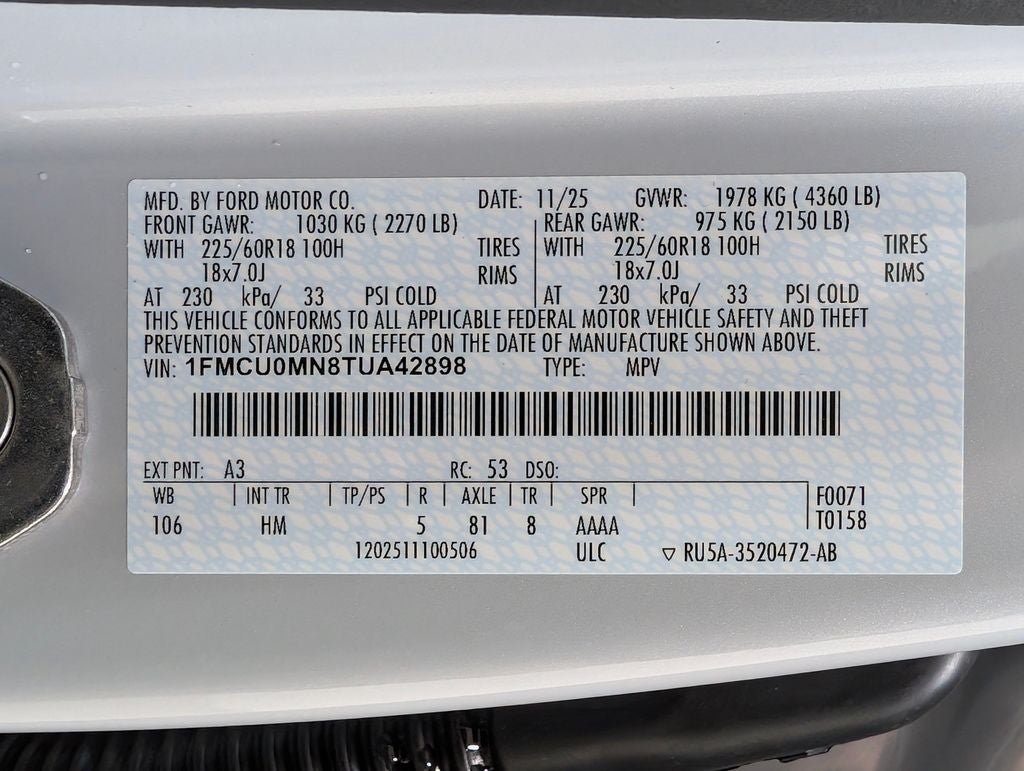 MFD. BY FORD MOTOR CO. DATE: 11/25 GVWR: 1978 KG ( 4360 LB)
FRONT GAWR: 1030 KG ( 2270 LB) REAR GAWR: 975 KG ( 2150 LB)
WITH 225/60R18 100H TIRES WITH 225/60R18 100H TIRES
18x7.0J RIMS 18x7.0J RIMS
AT 230 kPa/ 33 PSI COLD AT 230 kPa/ 33 PSI COLD
THIS VEHICLE CONFORMS TO ALL APPLICABLE FEDERAL MOTOR VEHICLE SAFETY AND THEFT
PREVENTION STANDARDS IN EFFECT ON THE DATE OF MANUFACTURE SHOWN ABOVE.
VIN: 1FMCU0MN8TUA42898 TYPE: MPV
EXT PNT: A3 RC: 53 DSO:
WB | INT TR | TP/PS | R | AXLE | TR | SPR | F0071
106 HM 5 81 8 AAAA T0158
1202511100506 ULC ▽ RU5A-3520472-AB